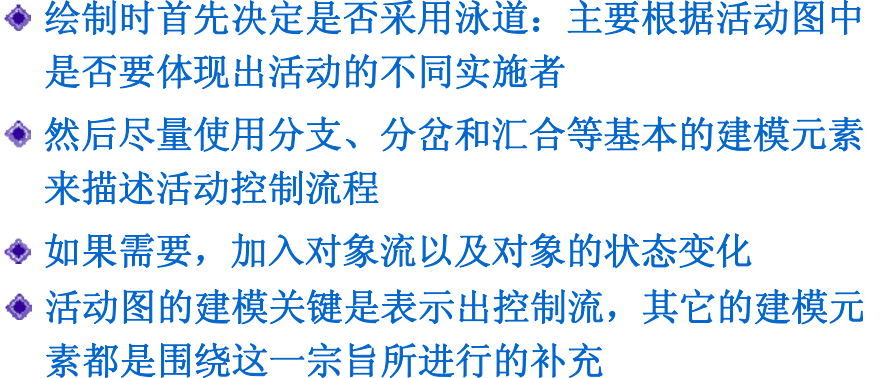 绘制时首先决定是否采用泳道：主要根据活动图中
是否要体现出活动的不同实施者
然后尽量使用分支、分岔和汇合等基本的建模元素
来描述活动控制流程
如果需要，加入对象流以及对象的状态变化
活动图的建模关键是表示出控制流，其它的建模元
素都是围绕这一宗旨所进行的补充